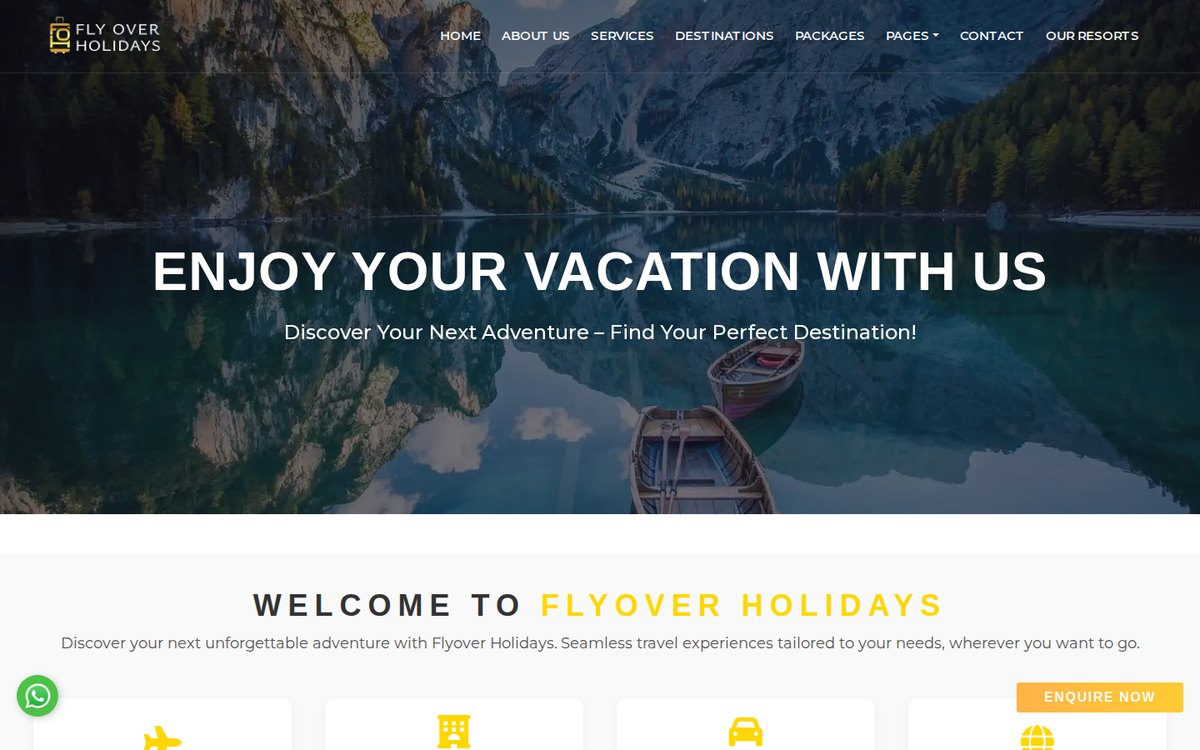 FLY OVER
HOLIDAYS
HOME ABOUT US SERVICES DESTINATIONS PACKAGES PAGES CONTACT OUR RESORTS
ENJOY YOUR VACATION WITH US
Discover Your Next Adventure – Find Your Perfect Destination!
WELCOME TO FLYOVER HOLIDAYS
Discover your next unforgettable adventure with Flyover Holidays. Seamless travel experiences tailored to your needs, wherever you want to go.
ENQUIRE NOW